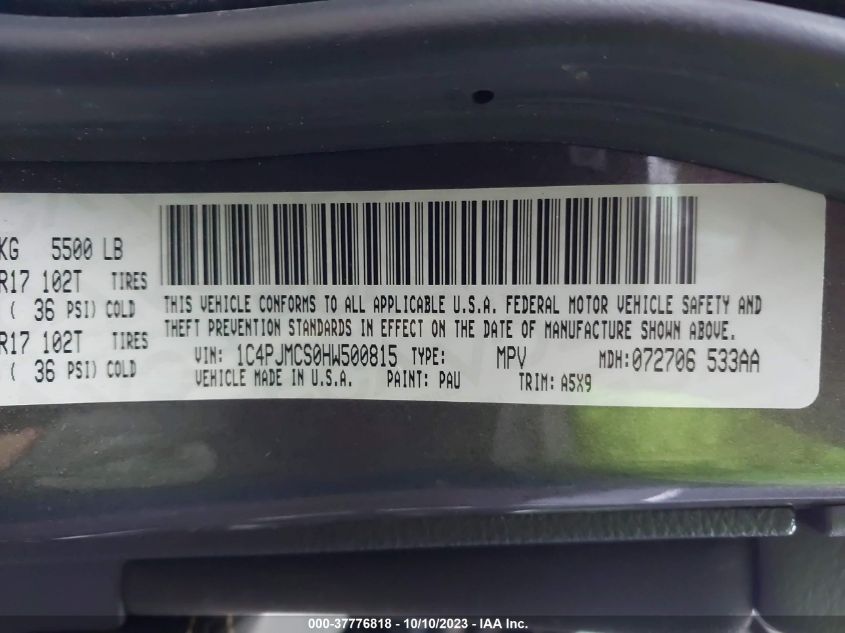 KG 5500 LB
R17 102T TIRES
( 36 PSI) COLD
R17 102T TIRES
( 36 PSI) COLD
THIS VEHICLE CONFORMS TO ALL APPLICABLE U.S.A. FEDERAL MOTOR VEHICLE SAFETY AND
THEFT PREVENTION STANDARDS IN EFFECT ON THE DATE OF MANUFACTURE SHOWN ABOVE.
VIN: 1C4PJMCS0HW500815 TYPE: MPV MDH:072706 533AA
VEHICLE MADE IN U.S.A. PAINT: PAU TRIM: A5X9
000-37776818 - 10/10/2023 - IAA Inc.